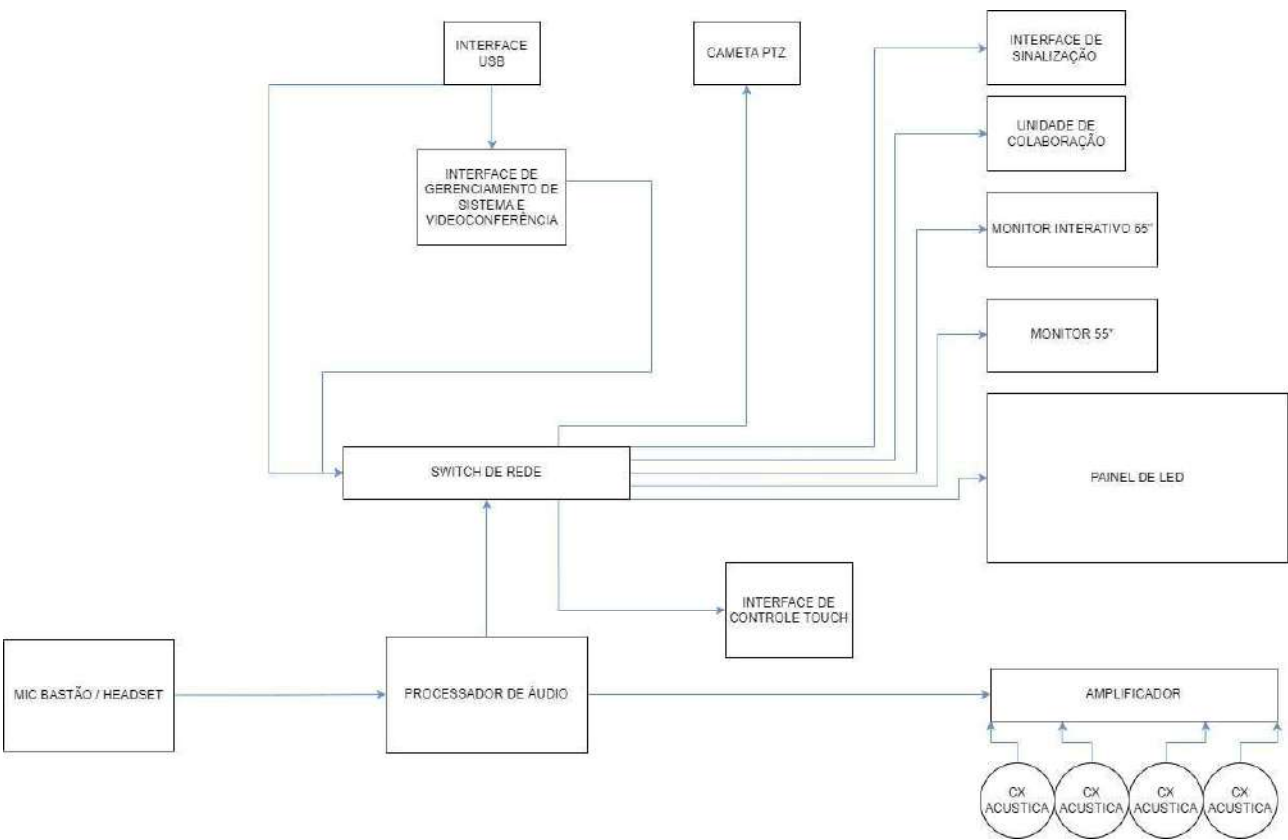 INTERFACE
USB
CAMETA PTZ
INTERFACE DE
SINALIZAÇÃO
UNIDADE DE
COLABORAÇÃO
INTERFACE DE
GERENCIAMENTO DE
SISTEMA E
VIDEOCONFERÊNCIA
MONITOR INTERATIVO 65"
MONITOR 55"
SWITCH DE REDE
PAINEL DE LED
INTERFACE DE
CONTROLE TOUCH
MIC BASTÃO / HEADSET
PROCESSADOR DE ÁUDIO
AMPLIFICADOR
CX
ACUSTICA
CX
ACUSTICA
CX
ACUSTICA
CX
ACUSTICA